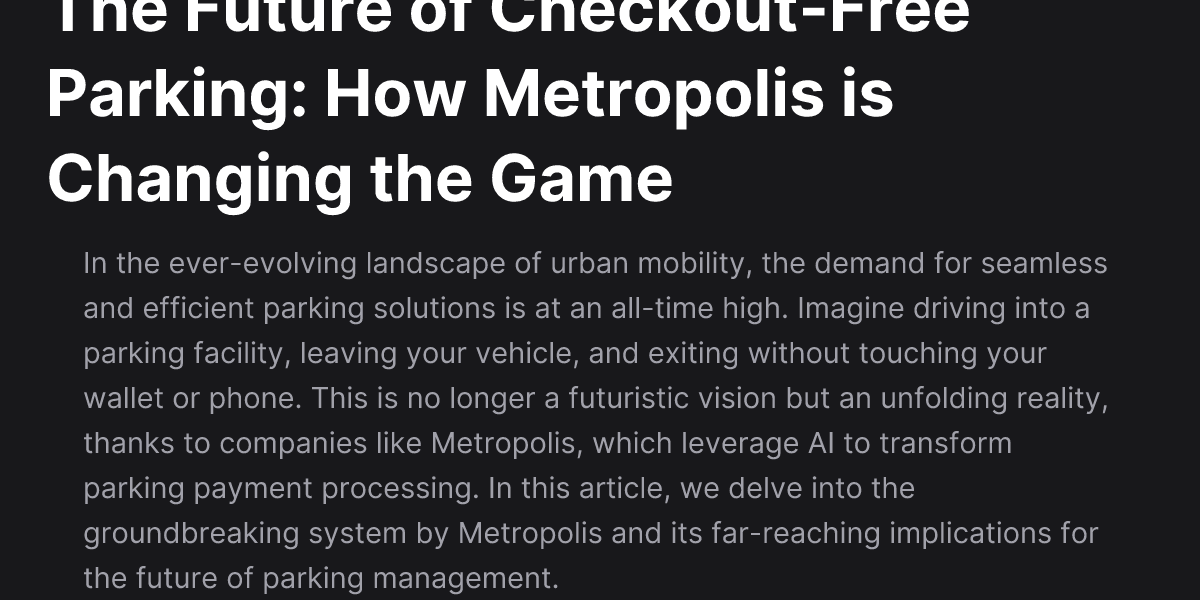 The Future of Checkout-Free
Parking: How Metropolis is
Changing the Game
In the ever-evolving landscape of urban mobility, the demand for seamless
and efficient parking solutions is at an all-time high. Imagine driving into a
parking facility, leaving your vehicle, and exiting without touching your
wallet or phone. This is no longer a futuristic vision but an unfolding reality,
thanks to companies like Metropolis, which leverage AI to transform
parking payment processing. In this article, we delve into the
groundbreaking system by Metropolis and its far-reaching implications for
the future of parking management.